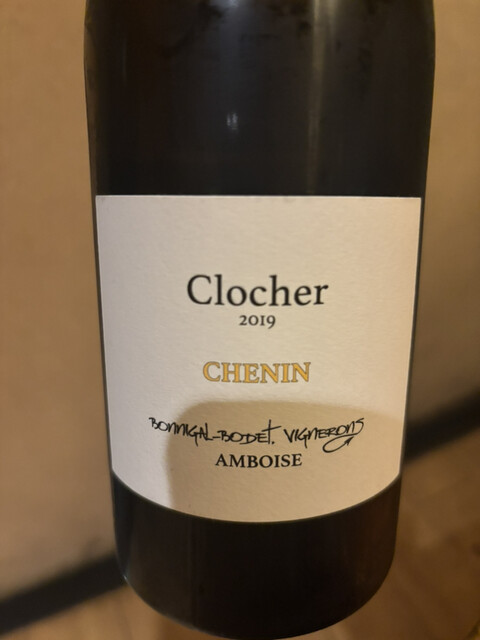 Clocher
2019
CHENIN
BONNIGAL-BODET. VIGNERONS
AMBOISE